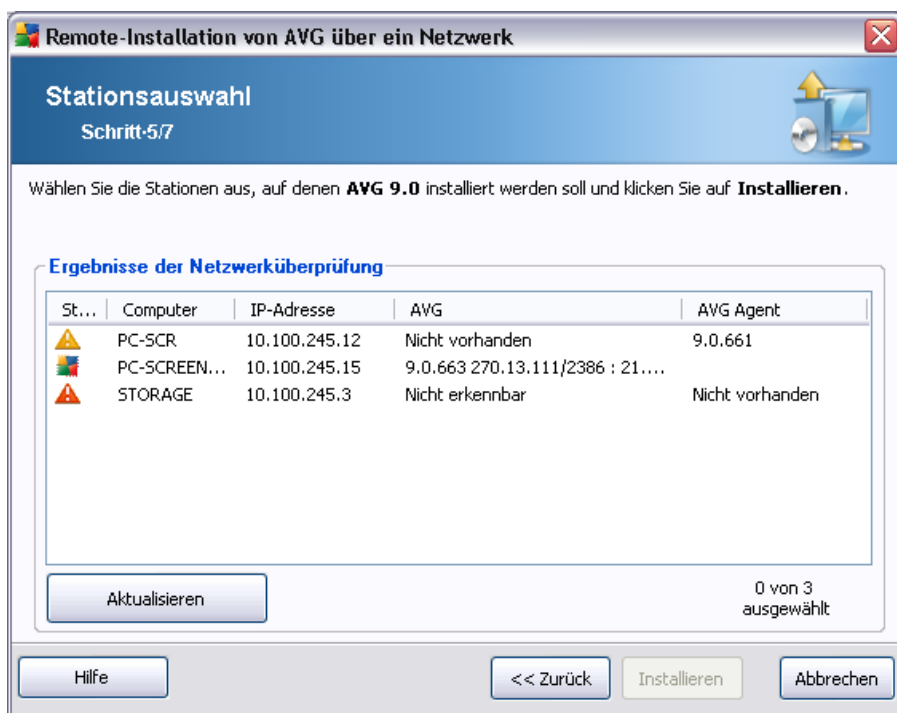 Remote-Installation von AVG über ein Netzwerk
Stationsauswahl
Schritt-5/7
Wählen Sie die Stationen aus, auf denen AVG 9.0 installiert werden soll und klicken Sie auf Installieren.
Ergebnisse der Netzwerküberprüfung
St... Computer IP-Adresse AVG AVG Agent
PC-SCR 10.100.245.12 Nicht vorhanden 9.0.661
PC-SCREEN... 10.100.245.15 9.0.663 270.13.111/2386 : 21....
STORAGE 10.100.245.3 Nicht erkennbar Nicht vorhanden
Aktualisieren
0 von 3
ausgewählt
Hilfe << Zurück Installieren Abbrechen